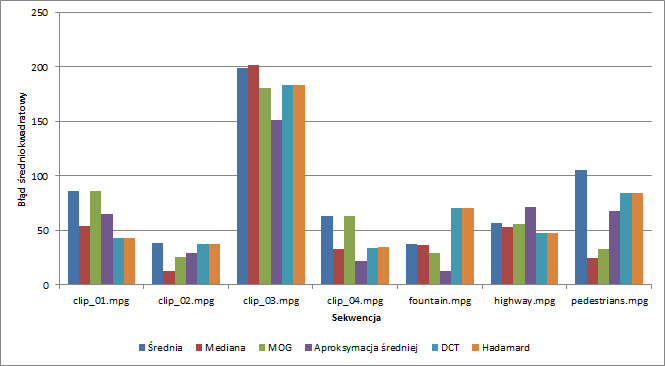 250
200
150
100
50
0
Błąd średniokwadratowy
clip_01.mpg clip_02.mpg clip_03.mpg clip_04.mpg fountain.mpg highway.mpg pedestrians.mpg
Sekwencja
Średnia Mediana MOG Aproksymacja średniej DCT Hadamard